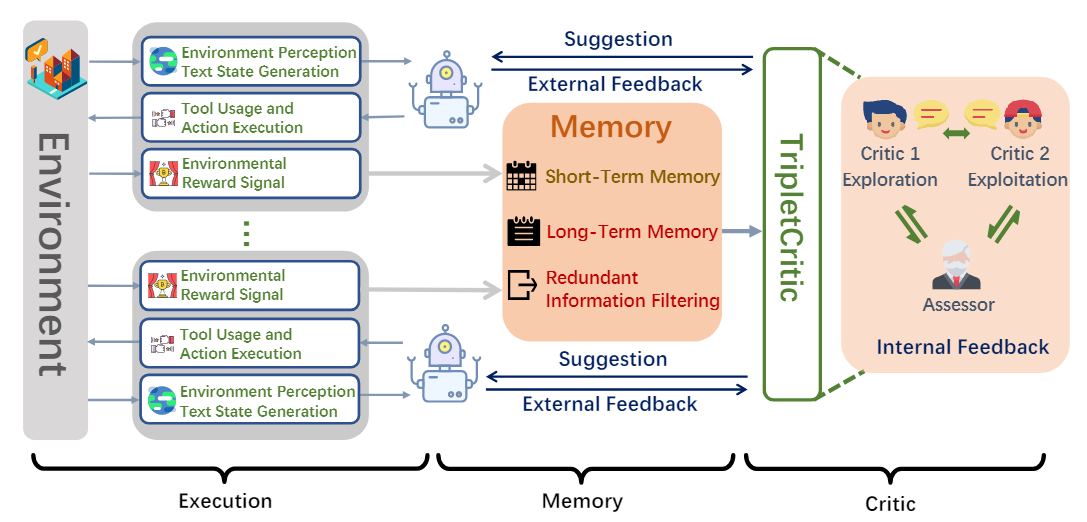 Environment
Environment Perception
Text State Generation
Tool Usage and
Action Execution
Environmental
Reward Signal
Environmental
Reward Signal
Tool Usage and
Action Execution
Environment Perception
Text State Generation
Suggestion
External Feedback
Memory
Short-Term Memory
Long-Term Memory
Redundant
Information Filtering
Suggestion
External Feedback
TripletCritic
Critic 1
Exploration
Critic 2
Exploitation
Assessor
Internal Feedback
Execution
Memory
Critic